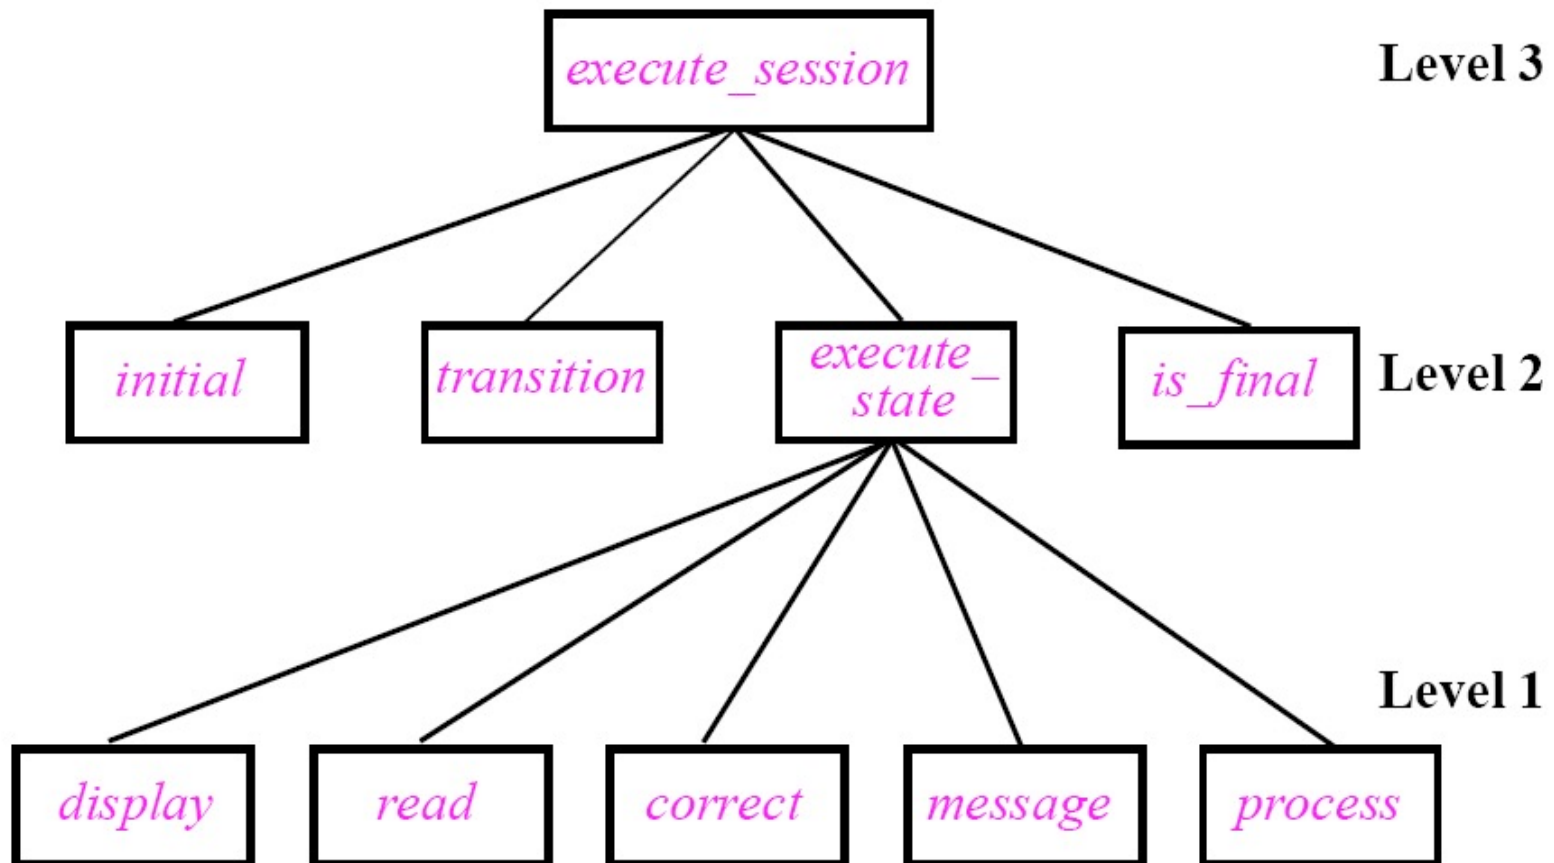 execute_session
Level 3
initial
transition
execute_
state
is_final
Level 2
Level 1
display
read
correct
message
process